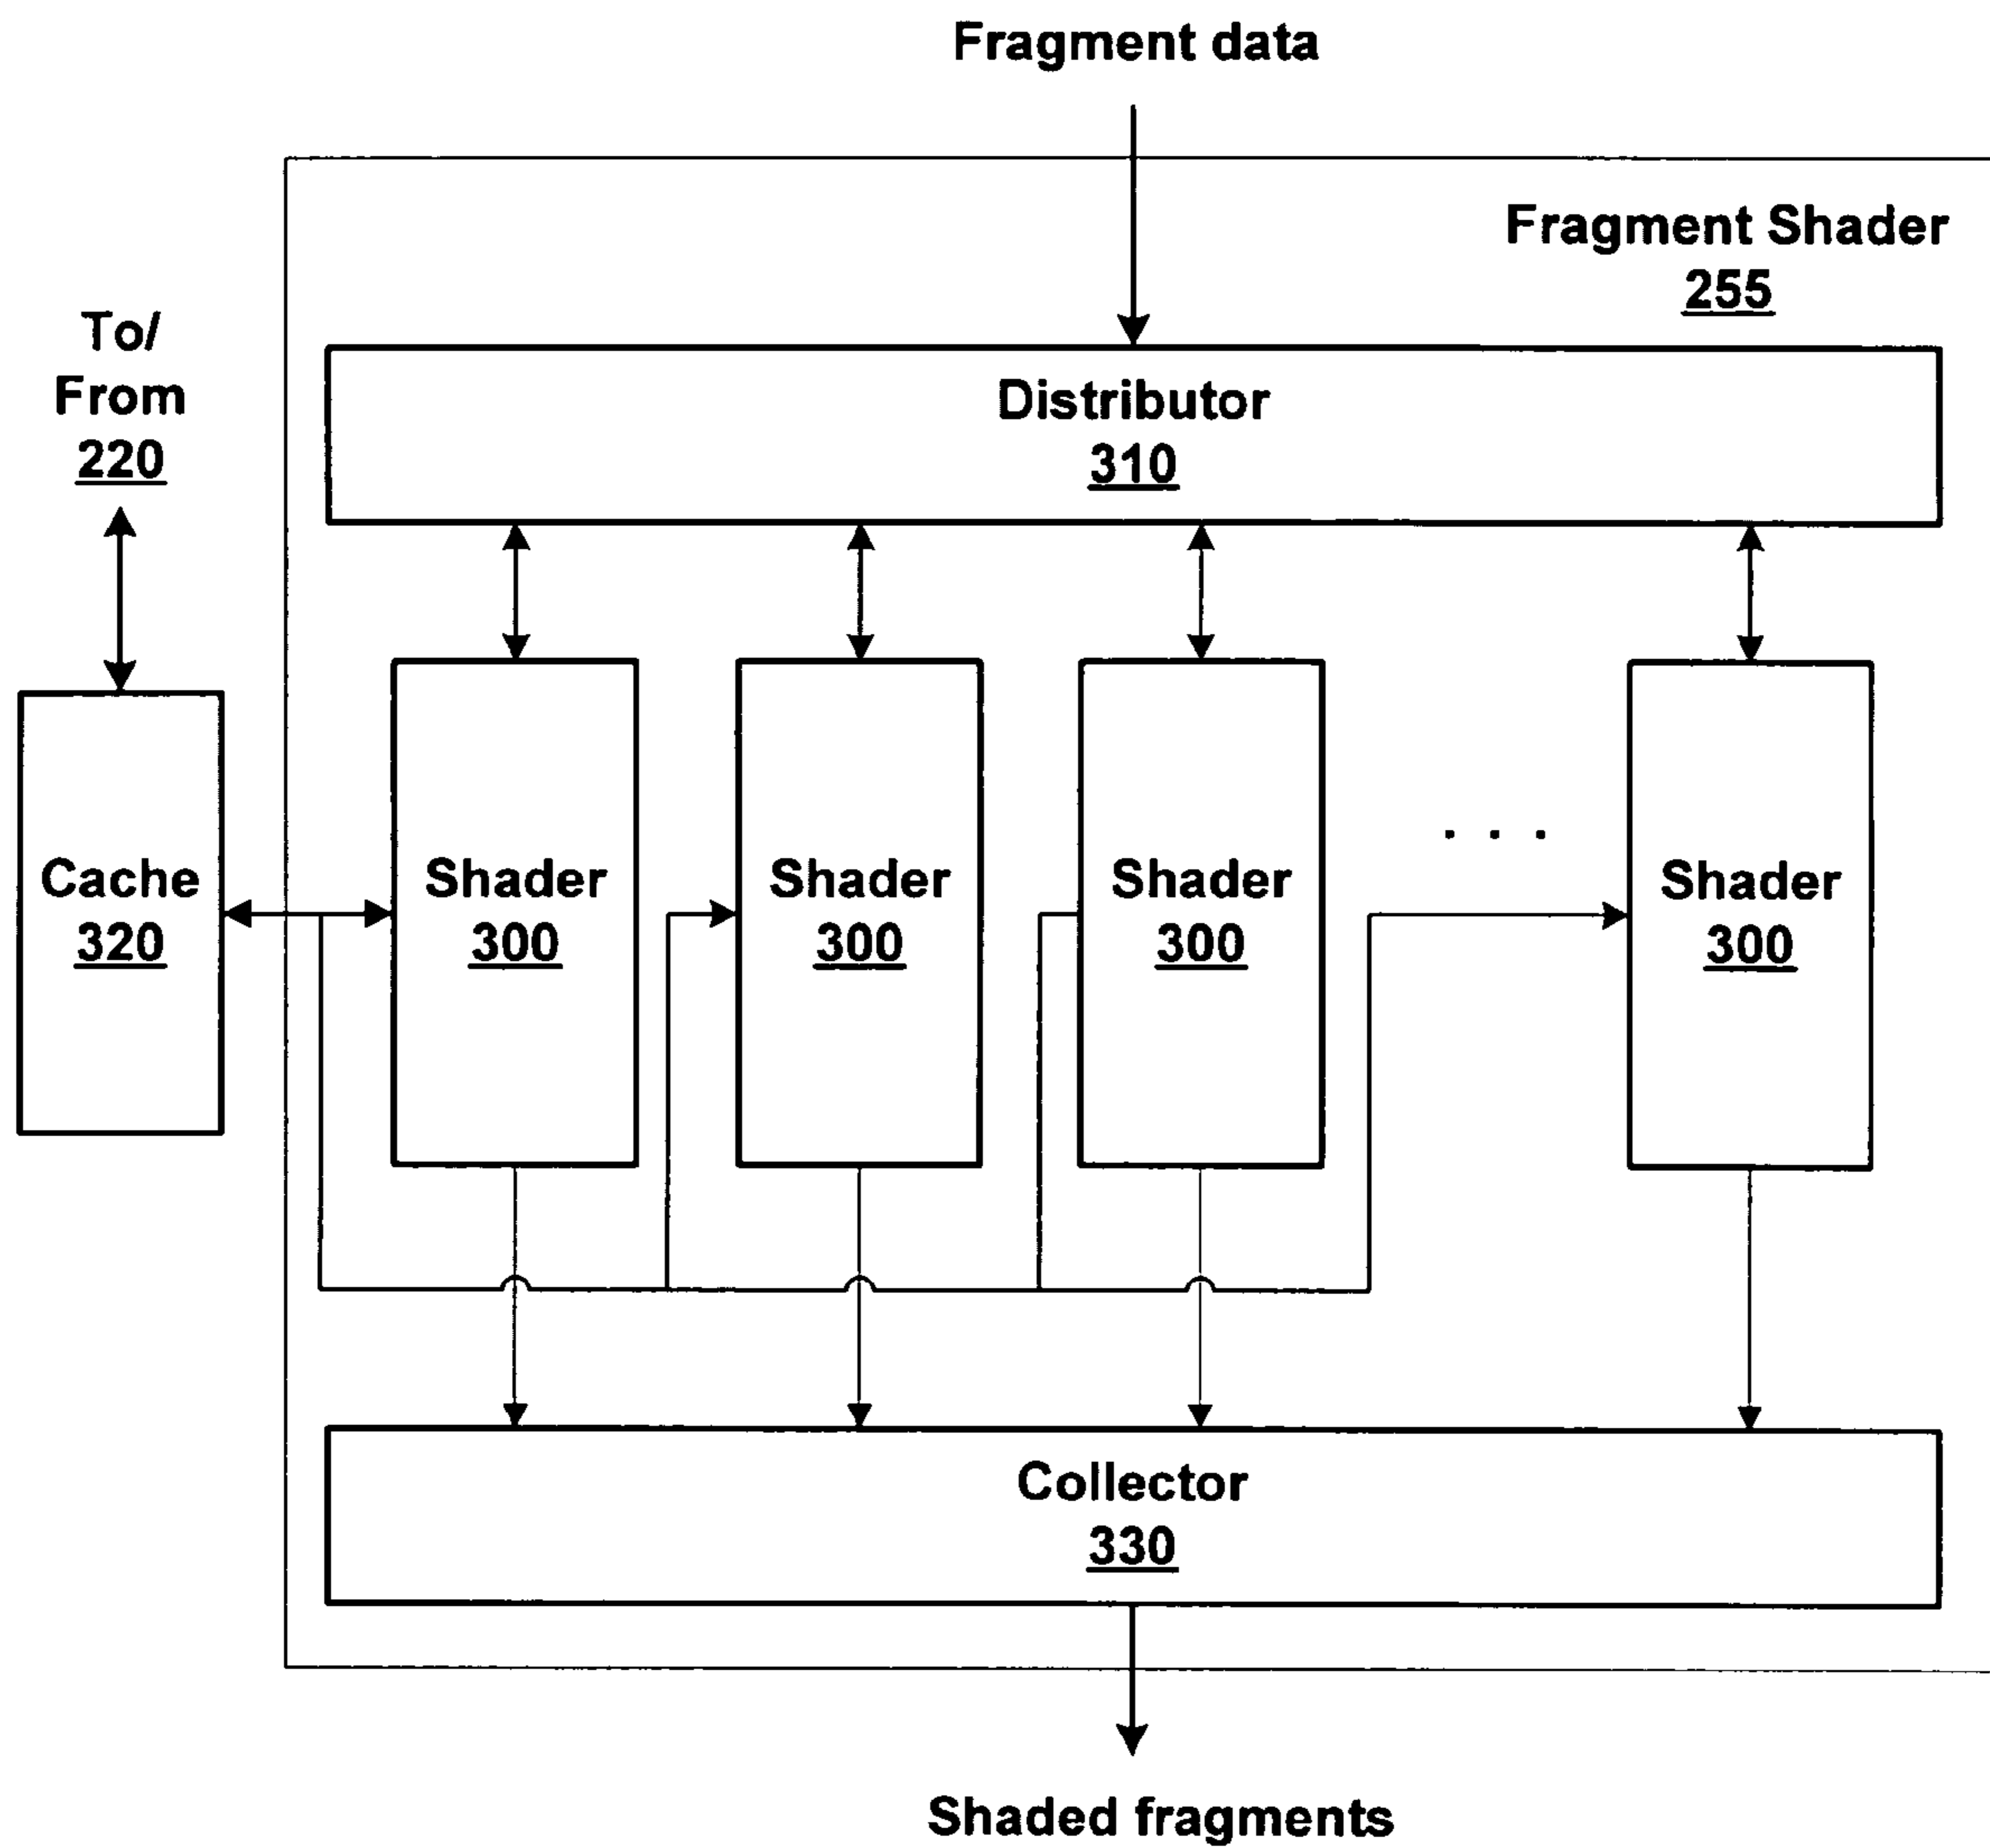 Fragment data
Fragment Shader
255
To/
From
220
Distributor
310
Cache
320
Shader
300
Shader
300
Shader
300
. . .
Shader
300
Collector
330
Shaded fragments